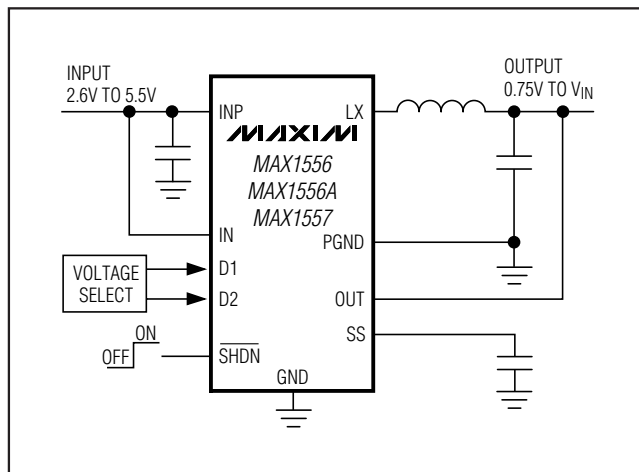 INPUT
2.6V TO 5.5V
OUTPUT
0.75V TO VIN
INP
LX
MAXIM
MAX1556
MAX1556A
MAX1557
IN
PGND
VOLTAGE
SELECT
D1
D2
OUT
SS
ON
OFF
SHDN
GND